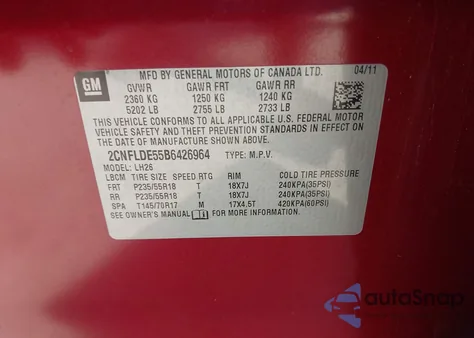 GM
MFD BY GENERAL MOTORS OF CANADA LTD. 04/11
GVWR GAWR FRT GAWR RR
2360 KG 1250 KG 1240 KG
5202 LB 2755 LB 2733 LB
THIS VEHICLE CONFORMS TO ALL APPLICABLE U.S. FEDERAL MOTOR
VEHICLE SAFETY AND THEFT PREVENTION STANDARDS IN EFFECT ON
THE DATE OF MANUFACTURE SHOWN ABOVE.
2CNFLDE55B6426964 TYPE: M.P.V.
MODEL: LH26
LBCM TIRE SIZE SPEED RTG RIM COLD TIRE PRESSURE
FRT P235/55R18 T 18X7J 240KPA(35PSI)
RR P235/55R18 T 18X7J 240KPA(35PSI)
SPA T145/70R17 M 17X4.5T 420KPA(60PSI)
SEE OWNER'S MANUAL FOR MORE INFORMATION.
autoSnap